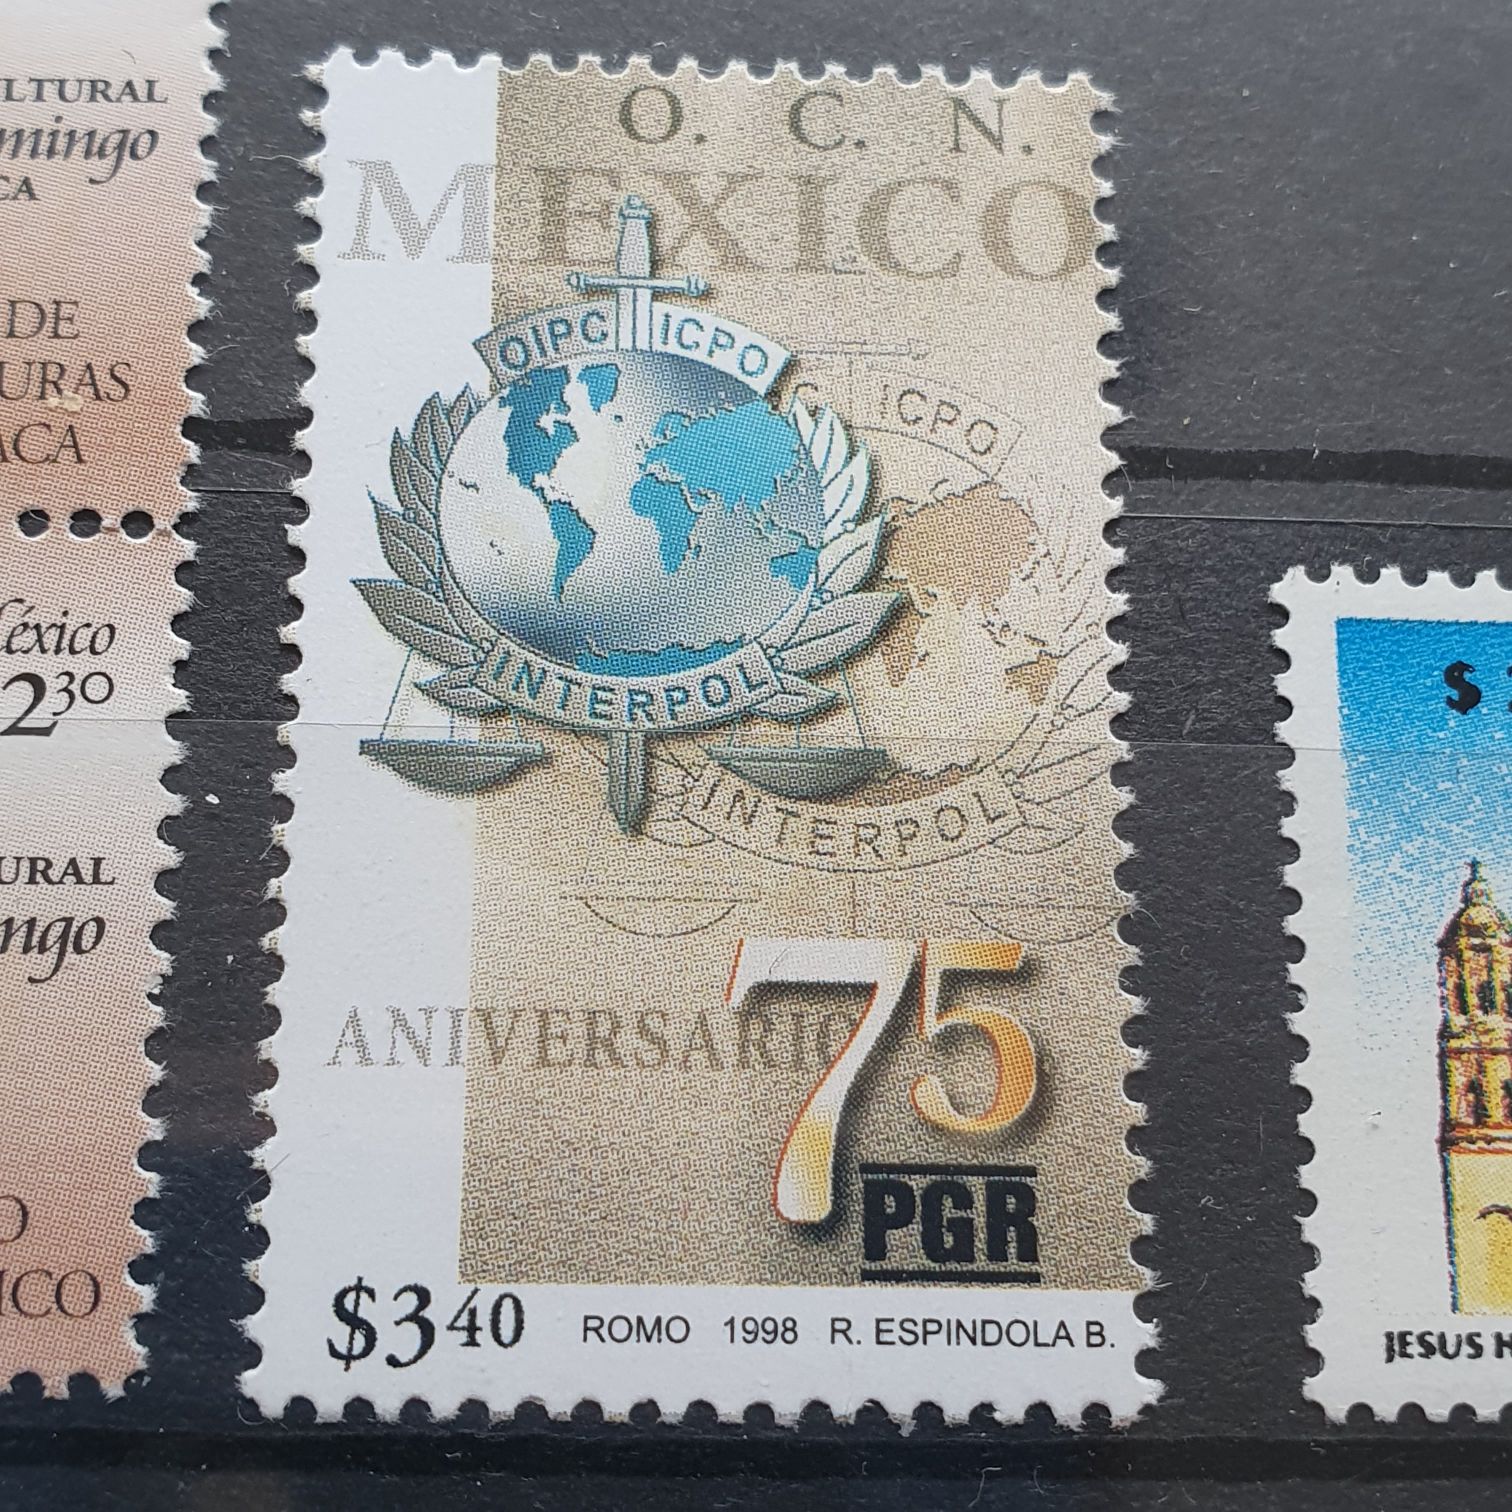 LTURAL
mingo
CA
DE
URAS
ACA
éxico
2³⁰
URAL
ngo
O
ICO
O. C. N.
MEXICO
OIPC ICPO
ICPO
INTERPOL
INTERPOL
ANIVERSARIO
75
PGR
$3⁴⁰
ROMO 1998 R. ESPINDOLA B.
$
JESUS H